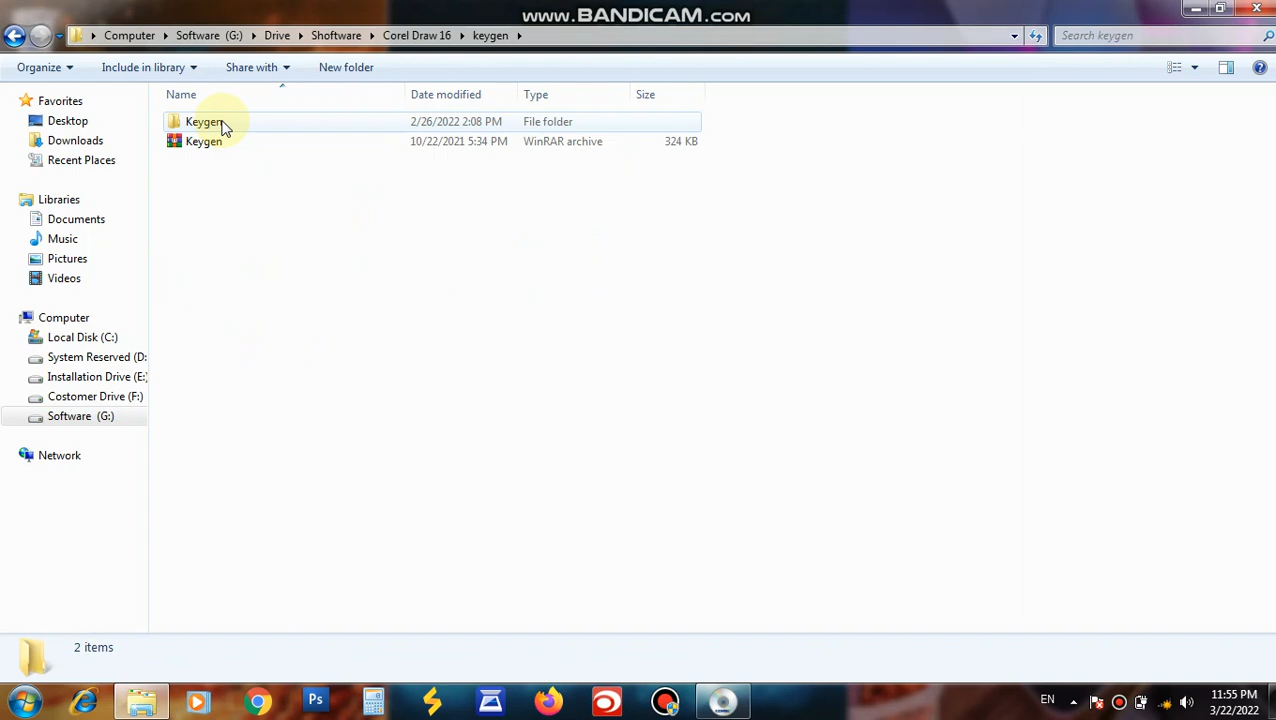 WWW.BANDICAM.COM
Computer Software (G:) Drive Shoftware Corel Draw 16 keygen
Search keygen
Organize Include in library Share with New folder
Name Date modified Type Size
Favorites
Keygen 2/26/2022 2:08 PM File folder
Desktop
Keygen 10/22/2021 5:34 PM WinRAR archive 324 KB
Downloads
Recent Places
Libraries
Documents
Music
Pictures
Videos
Computer
Local Disk (C:)
System Reserved (D:
Installation Drive (E:)
Costomer Drive (F:)
Software (G:)
Network
2 items
Ps
EN
11:55 PM
3/22/2022